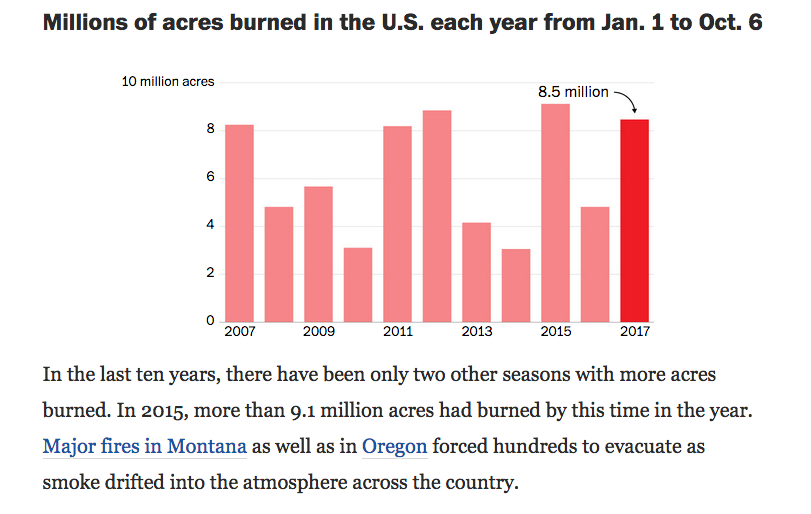 Millions of acres burned in the U.S. each year from Jan. 1 to Oct. 6
10 million acres
8.5 million
8
6
4
2
0
2007 2009 2011 2013 2015 2017
In the last ten years, there have been only two other seasons with more acres
burned. In 2015, more than 9.1 million acres had burned by this time in the year.
Major fires in Montana as well as in Oregon forced hundreds to evacuate as
smoke drifted into the atmosphere across the country.